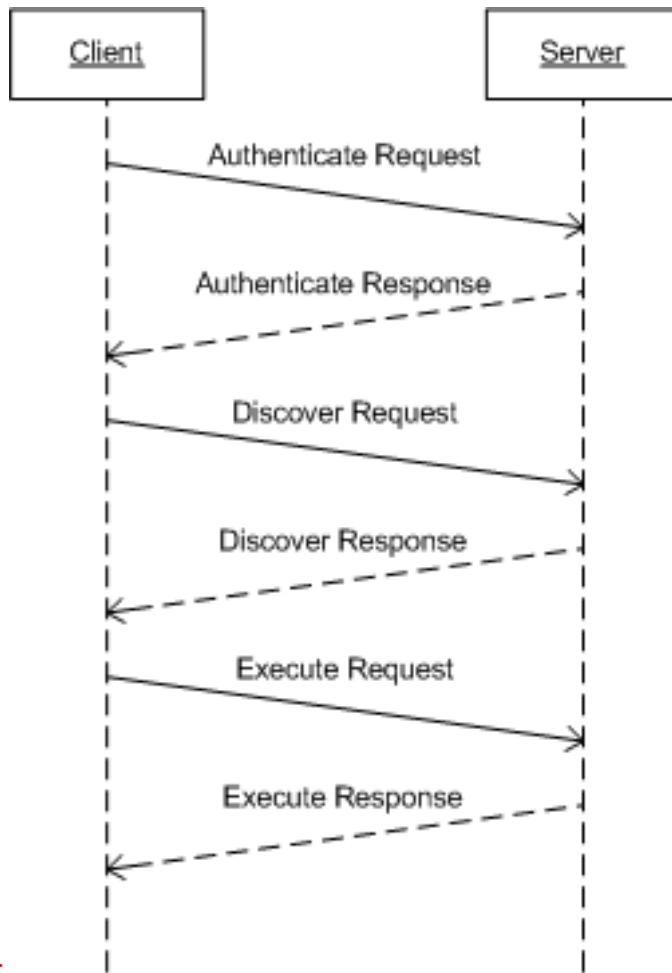 Client
Server
Authenticate Request
Authenticate Response
Discover Request
Discover Response
Execute Request
Execute Response